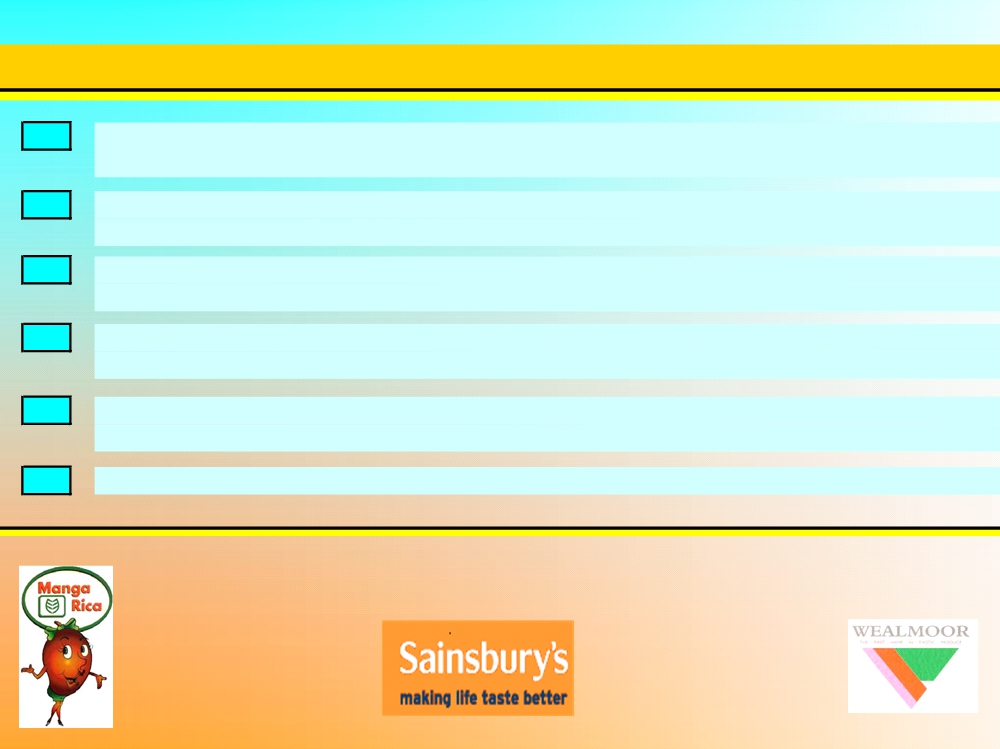 Manga
Rica
WEALMOOR
Sainsbury's
making life taste better